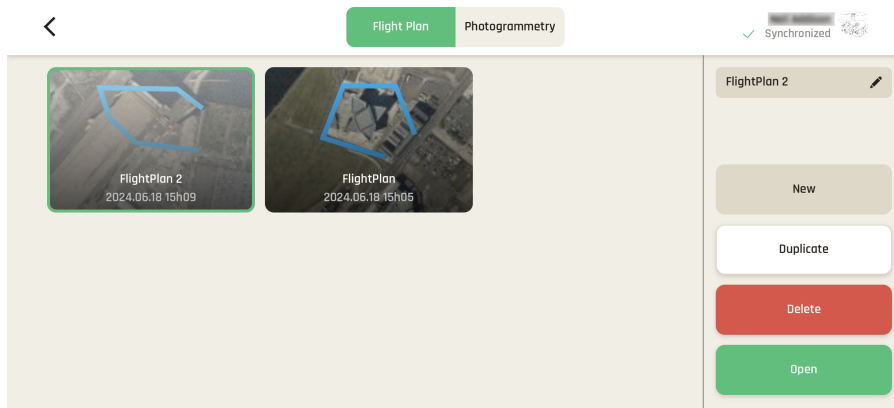 Flight Plan
Photogrammetry
Synchronized
FlightPlan 2
2024.06.18 15h09
FlightPlan
2024.06.18 15h05
FlightPlan 2
New
Duplicate
Delete
Open